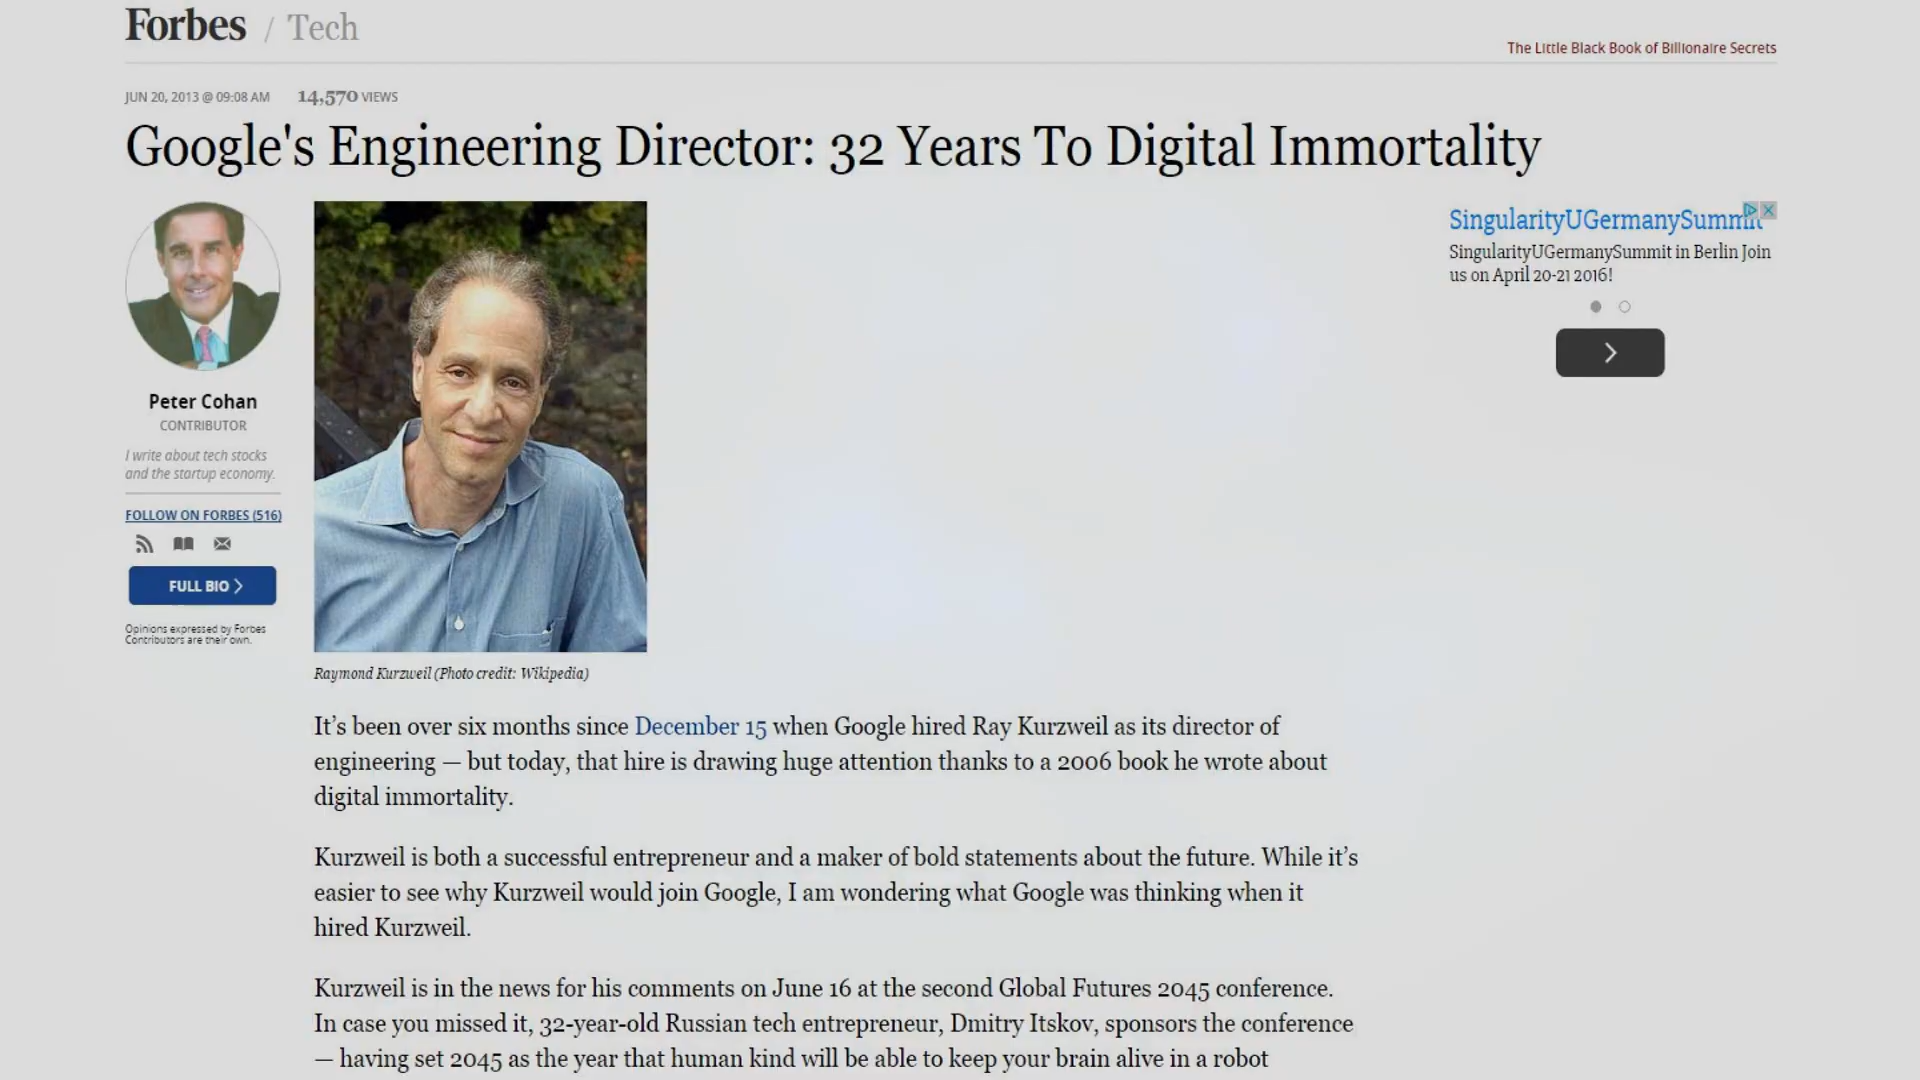 Forbes / Tech
The Little Black Book of Billionaire Secrets
JUN 20, 2013 @ 09:08 AM 14,570 VIEWS
Google's Engineering Director: 32 Years To Digital Immortality
Peter Cohan
CONTRIBUTOR
I write about tech stocks
and the startup economy.
FOLLOW ON FORBES (516)
FULL BIO >
Opinions expressed by Forbes
Contributors are their own.
Raymond Kurzweil (Photo credit: Wikipedia)
SingularityUGermanySummit
SingularityUGermanySummit in Berlin Join
us on April 20-21 2016!
It’s been over six months since December 15 when Google hired Ray Kurzweil as its director of
engineering — but today, that hire is drawing huge attention thanks to a 2006 book he wrote about
digital immortality.
Kurzweil is both a successful entrepreneur and a maker of bold statements about the future. While it’s
easier to see why Kurzweil would join Google, I am wondering what Google was thinking when it
hired Kurzweil.
Kurzweil is in the news for his comments on June 16 at the second Global Futures 2045 conference.
In case you missed it, 32-year-old Russian tech entrepreneur, Dmitry Itskov, sponsors the conference
— having set 2045 as the year that human kind will be able to keep your brain alive in a robot